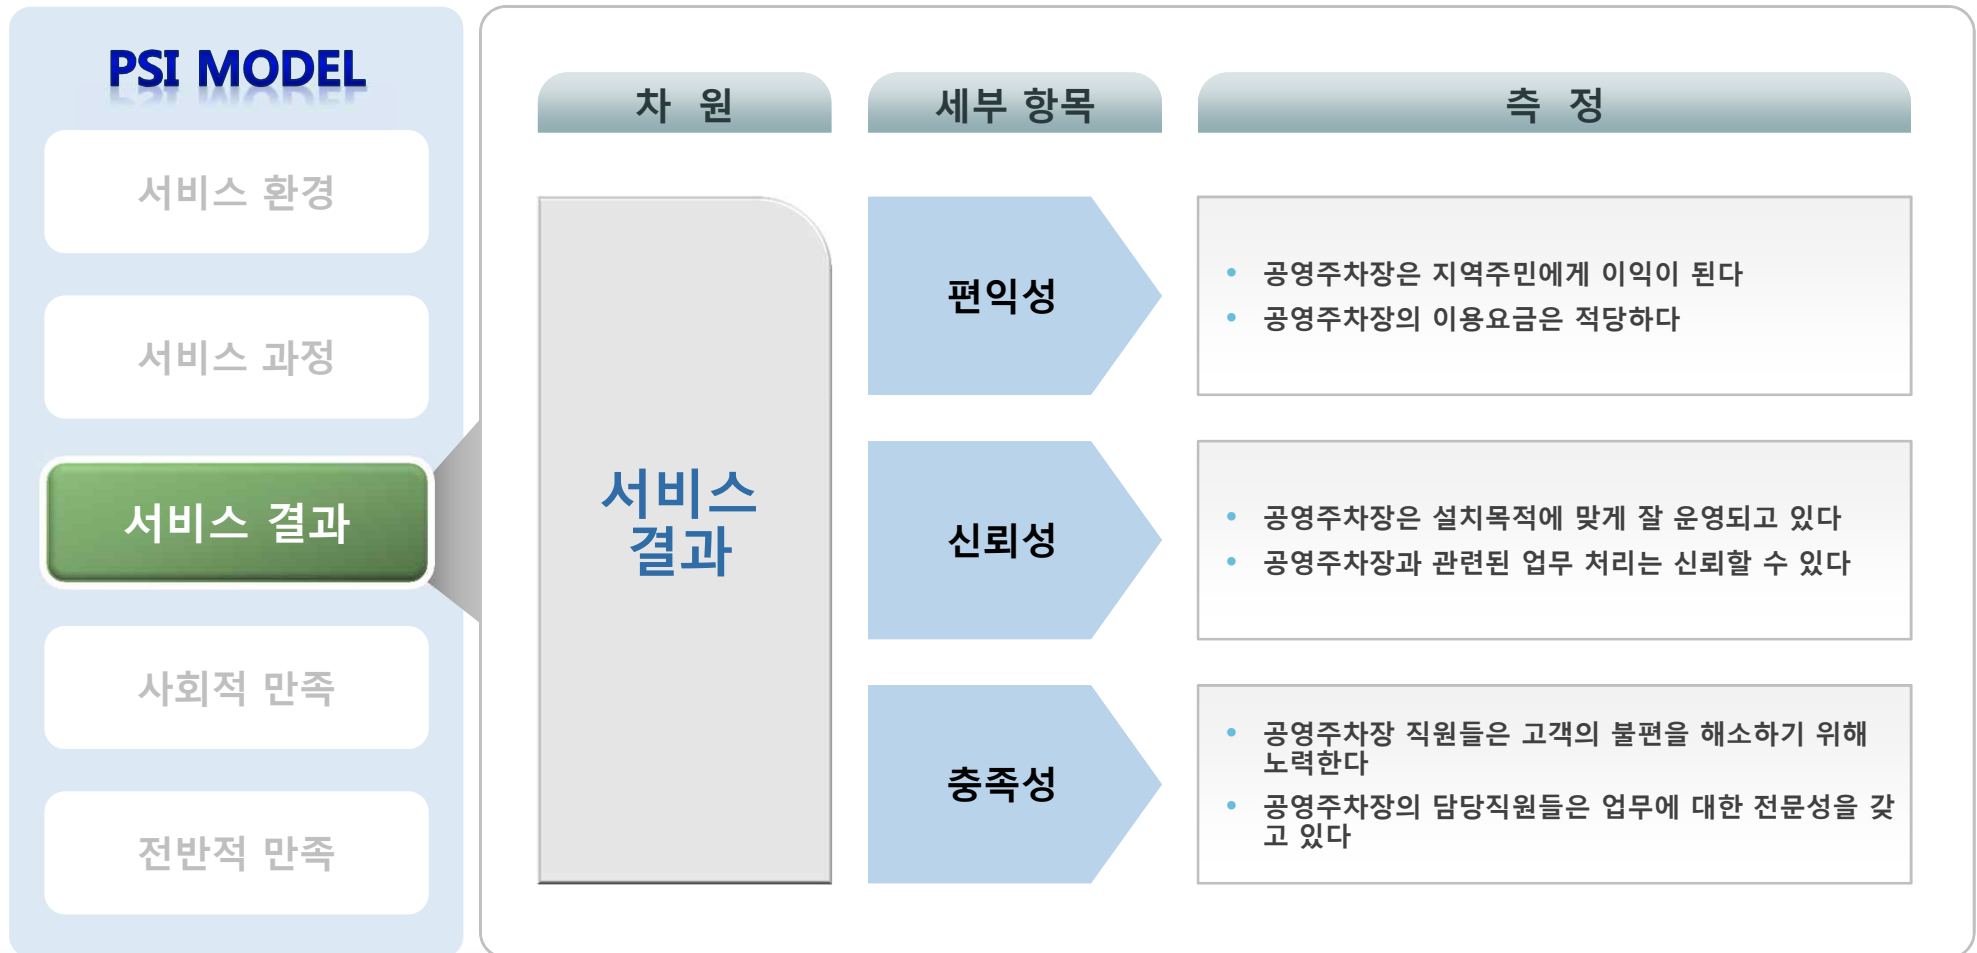 PSI MODEL
서비스 환경
서비스 과정
서비스 결과
사회적 만족
전반적 만족
차 원
세부 항목
측 정
서비스
결과
편익성
• 공영주차장은 지역주민에게 이익이 된다
• 공영주차장의 이용요금은 적당하다
신뢰성
• 공영주차장은 설치목적에 맞게 잘 운영되고 있다
• 공영주차장과 관련된 업무 처리는 신뢰할 수 있다
충족성
• 공영주차장 직원들은 고객의 불편을 해소하기 위해
노력한다
• 공영주차장의 담당직원들은 업무에 대한 전문성을 갖
고 있다